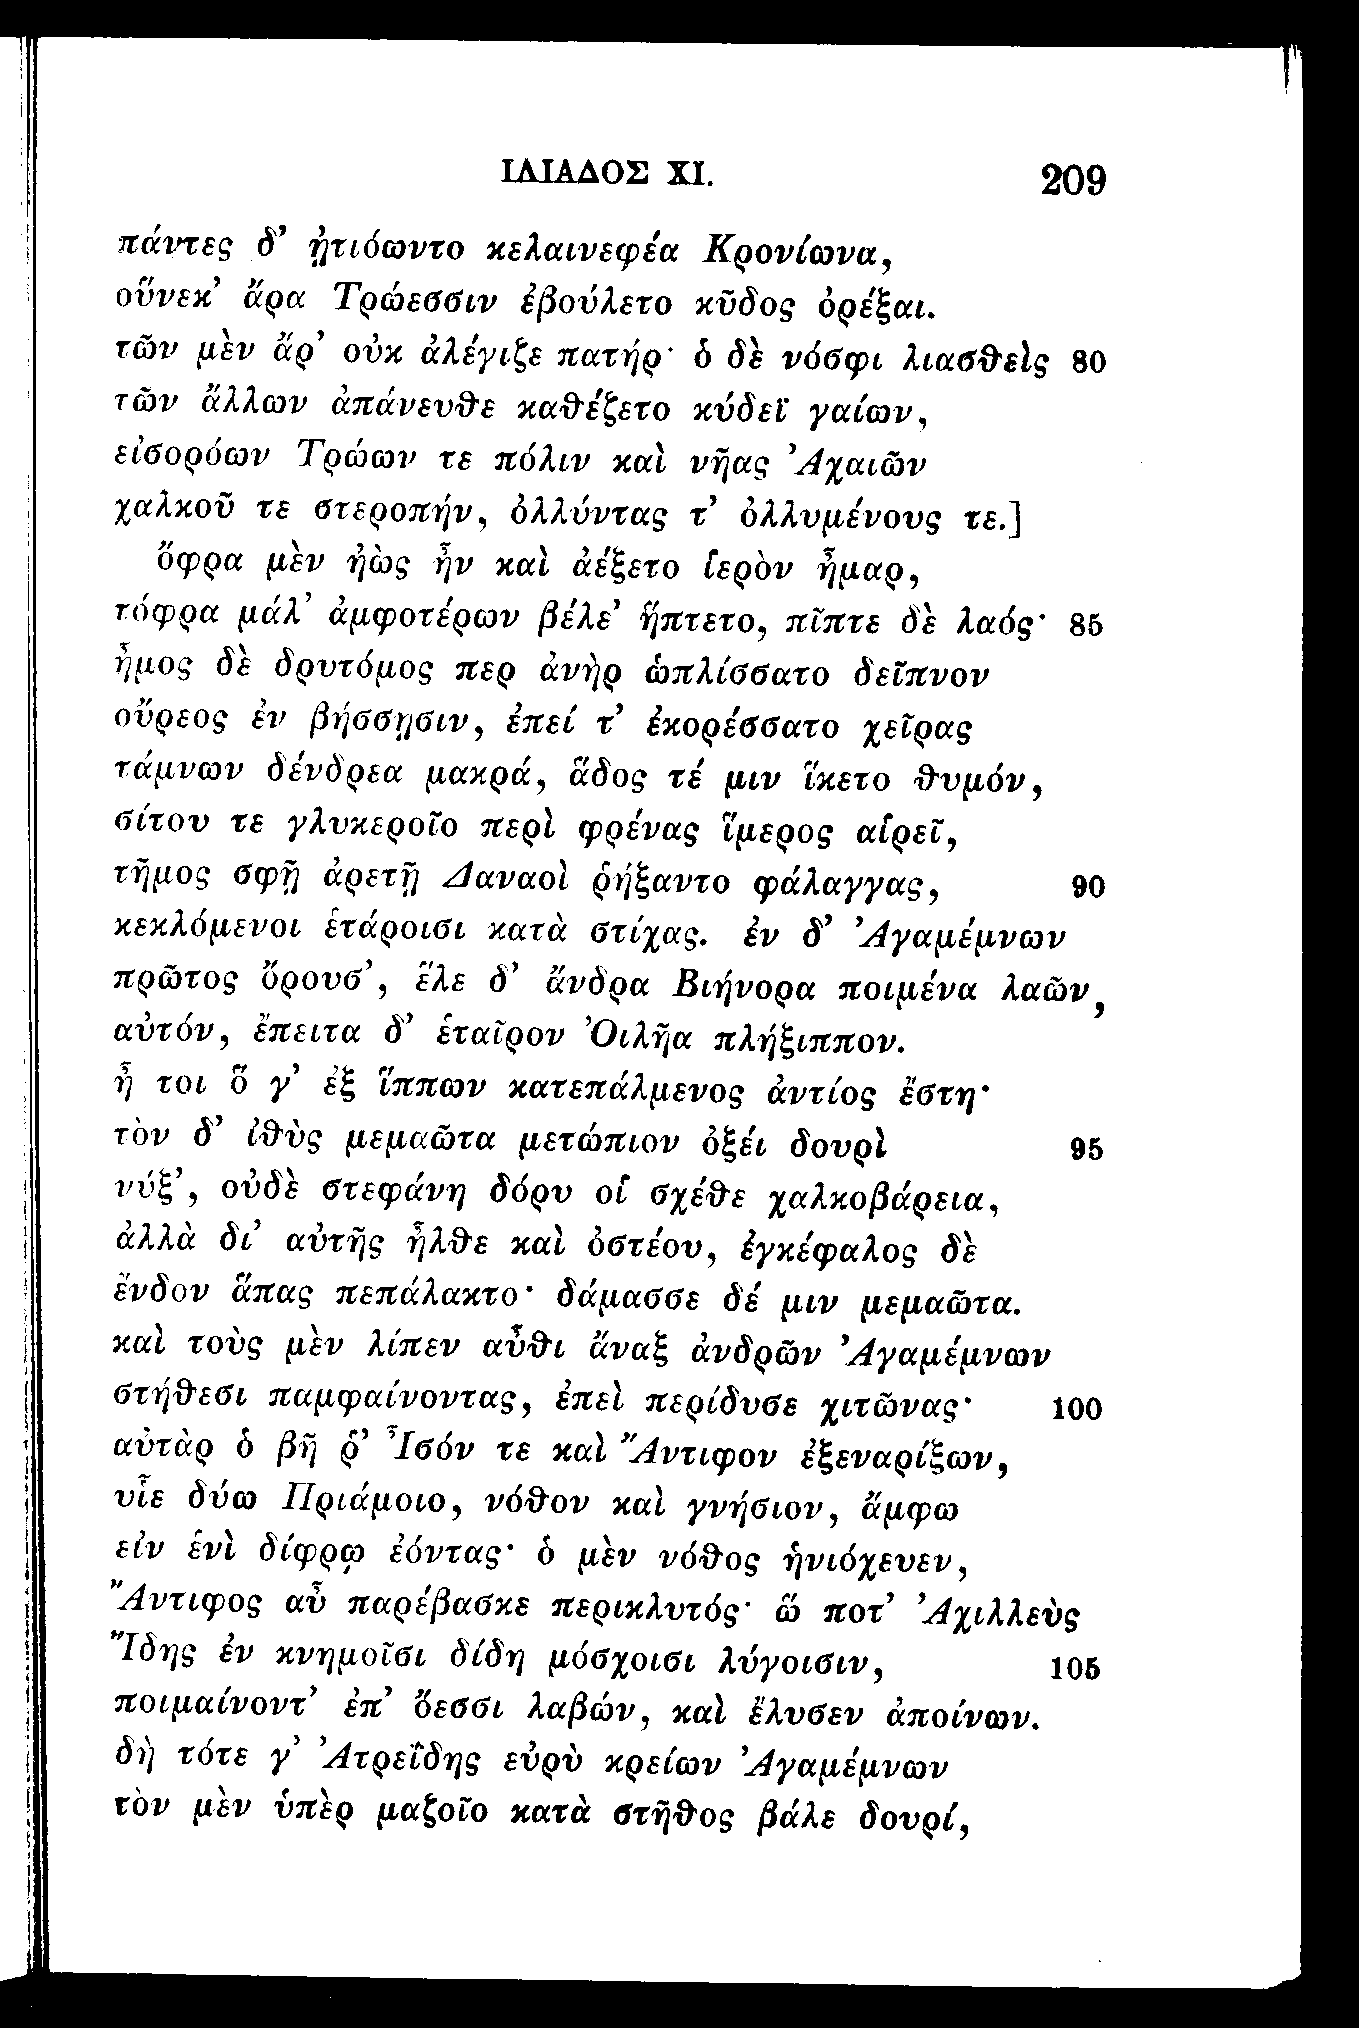 ΙΛΙΑΔΟΣ XI. 209
πάντες δ’ ᾐτιόωντο κελαινεφέα Κρονίωνα,
οὕνεκ’ ἄρα Τρώεσσιν ἐβούλετο κῦδος ὀρέξαι.
τῶν μὲν ἄρ’ οὐκ ἀλέγιζε πατήρ· ὁ δὲ νόσφι λιασθεὶς 80
τῶν ἄλλων ἀπάνευθε καθέζετο κύδεϊ γαίων,
εἰσορόων Τρώων τε πόλιν καὶ νῆας Ἀχαιῶν
χαλκοῦ τε στεροπήν, ὀλλύντας τ’ ὀλλυμένους τε.]
ὄφρα μὲν ἠὼς ἦν καὶ ἀέξετο ἱερὸν ἦμαρ,
τόφρα μάλ’ ἀμφοτέρων βέλε’ ἥπτετο, πῖπτε δὲ λαός· 85
ἦμος δὲ δρυτόμος περ ἀνὴρ ὡπλίσσατο δεῖπνον
οὔρεος ἐν βήσσῃσιν, ἐπεί τ’ ἐκορέσσατο χεῖρας
τάμνων δένδρεα μακρά, ἅδος τέ μιν ἵκετο θυμόν,
σίτου τε γλυκεροῖο περὶ φρένας ἵμερος αἱρεῖ,
τῆμος σφῇ ἀρετῇ Δαναοὶ ῥήξαντο φάλαγγας, 90
κεκλόμενοι ἑτάροισι κατὰ στίχας. ἐν δ’ Ἀγαμέμνων
πρῶτος ὄρουσ’, ἕλε δ’ ἄνδρα Βιήνορα ποιμένα λαῶν,
αὐτόν, ἔπειτα δ’ ἑταῖρον Ὀιλῆα πλήξιππον.
ἦ τοι ὅ γ’ ἐξ ἵππων κατεπάλμενος ἀντίος ἔστη·
τὸν δ’ ἰθὺς μεμαῶτα μετώπιον ὀξέι δουρὶ 95
νύξ’, οὐδὲ στεφάνη δόρυ οἱ σχέθε χαλκοβάρεια,
ἀλλὰ δι’ αὐτῆς ἦλθε καὶ ὀστέου, ἐγκέφαλος δὲ
ἔνδον ἅπας πεπάλακτο· δάμασσε δέ μιν μεμαῶτα.
καὶ τοὺς μὲν λίπεν αὖθι ἄναξ ἀνδρῶν Ἀγαμέμνων
στήθεσι παμφαίνοντας, ἐπεὶ περίδυσε χιτῶνας· 100
αὐτὰρ ὁ βῆ ῥ’ Ἶσόν τε καὶ Ἄντιφον ἐξεναρίξων,
υἷε δύω Πριάμοιο, νόθον καὶ γνήσιον, ἄμφω
εἰν ἑνὶ δίφρῳ ἐόντας· ὁ μὲν νόθος ἡνιόχευεν,
Ἄντιφος αὖ παρέβασκε περικλυτός· ὥ ποτ’ Ἀχιλλεὺς
Ἴδης ἐν κνημοῖσι δίδη μόσχοισι λύγοισιν, 105
ποιμαίνοντ’ ἐπ’ ὄεσσι λαβών, καὶ ἔλυσεν ἀποίνων.
δὴ τότε γ’ Ἀτρεΐδης εὐρὺ κρείων Ἀγαμέμνων
τὸν μὲν ὑπὲρ μαζοῖο κατὰ στῆθος βάλε δουρί,